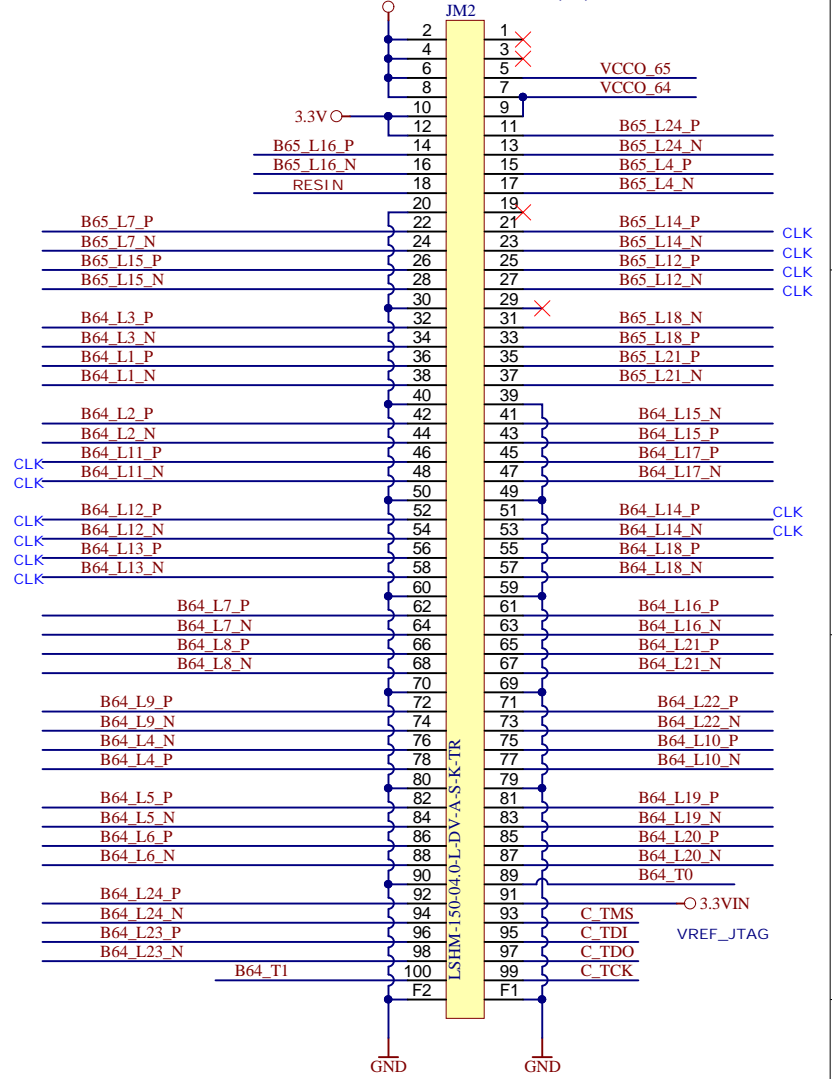 JM2
2 1
4 3
6 5 VCCO_65
8 7 VCCO_64
3.3V 10 9
12 11 B65_L24_P
B65_L16_P 14 13 B65_L24_N
B65_L16_N 16 15 B65_L4_P
RESIN 18 17 B65_L4_N
20 19
B65_L7_P 22 21 B65_L14_P CLK
B65_L7_N 24 23 B65_L14_N CLK
B65_L15_P 26 25 B65_L12_P CLK
B65_L15_N 28 27 B65_L12_N CLK
30 29
B64_L3_P 32 31 B65_L18_N
B64_L3_N 34 33 B65_L18_P
B64_L1_P 36 35 B65_L21_P
B64_L1_N 38 37 B65_L21_N
40 39
B64_L2_P 42 41 B64_L15_N
B64_L2_N 44 43 B64_L15_P
CLK B64_L11_P 46 45 B64_L17_P
CLK B64_L11_N 48 47 B64_L17_N
50 49
CLK B64_L12_P 52 51 B64_L14_P CLK
CLK B64_L12_N 54 53 B64_L14_N CLK
CLK B64_L13_P 56 55 B64_L18_P
CLK B64_L13_N 58 57 B64_L18_N
60 59
B64_L7_P 62 61 B64_L16_P
B64_L7_N 64 63 B64_L16_N
B64_L8_P 66 65 B64_L21_P
B64_L8_N 68 67 B64_L21_N
70 69
B64_L9_P 72 71 B64_L22_P
B64_L9_N 74 73 B64_L22_N
B64_L4_N 76 75 B64_L10_P
B64_L4_P 78 77 B64_L10_N
80 79
B64_L5_P 82 81 B64_L19_P
B64_L5_N 84 83 B64_L19_N
B64_L6_P 86 85 B64_L20_P
B64_L6_N 88 87 B64_L20_N
90 89 B64_T0
B64_L24_P 92 91 3.3VIN
B64_L24_N 94 93 C_TMS
B64_L23_P 96 95 C_TDI VREF_JTAG
B64_L23_N 98 97 C_TDO
B64_T1 100 99 C_TCK
F2 F1
LSHM-150-04.0-L-DV-A-S-K-TR
GND GND